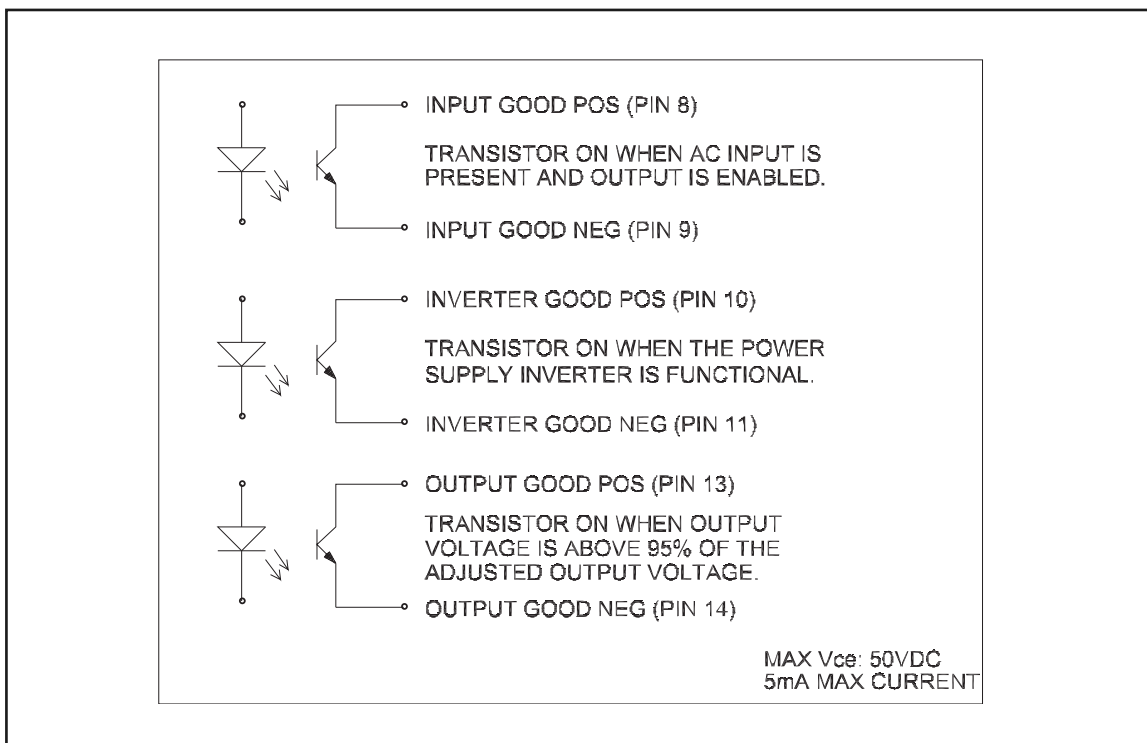 INPUT GOOD POS (PIN 8)
TRANSISTOR ON WHEN AC INPUT IS
PRESENT AND OUTPUT IS ENABLED.
INPUT GOOD NEG (PIN 9)
INVERTER GOOD POS (PIN 10)
TRANSISTOR ON WHEN THE POWER
SUPPLY INVERTER IS FUNCTIONAL.
INVERTER GOOD NEG (PIN 11)
OUTPUT GOOD POS (PIN 13)
TRANSISTOR ON WHEN OUTPUT
VOLTAGE IS ABOVE 95% OF THE
ADJUSTED OUTPUT VOLTAGE.
OUTPUT GOOD NEG (PIN 14)
MAX Vce: 50VDC
5mA MAX CURRENT